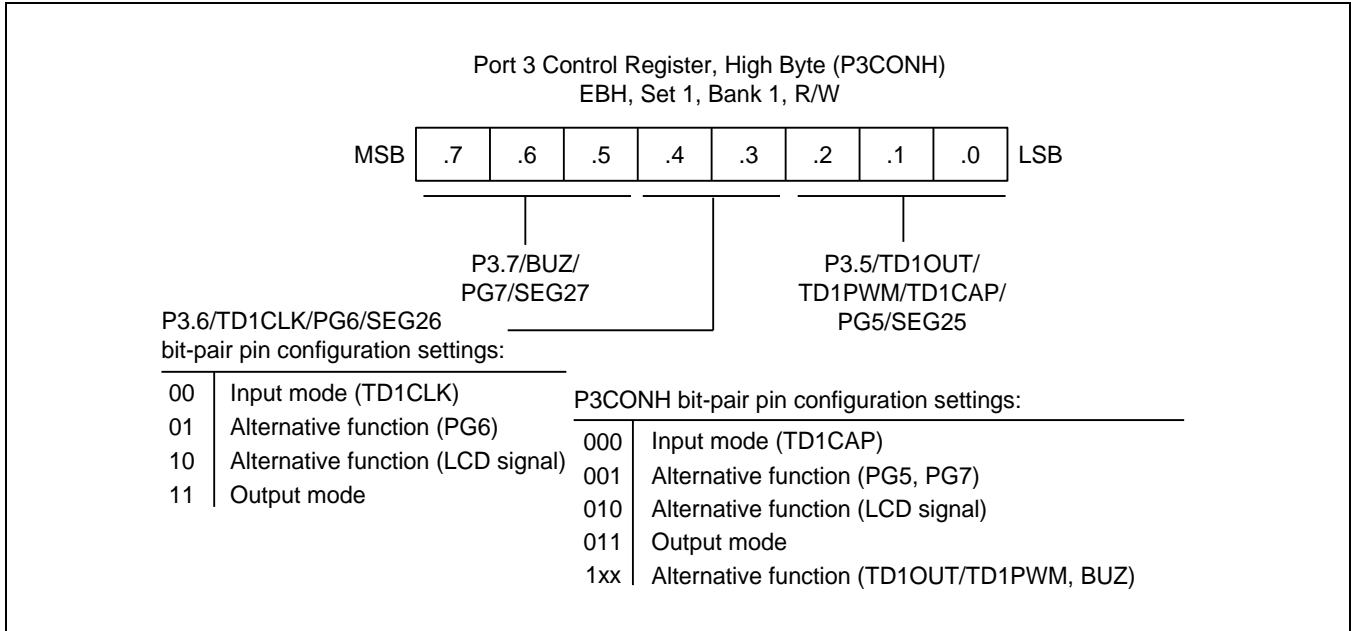 Port 3 Control Register, High Byte (P3CONH)
EBH, Set 1, Bank 1, R/W
MSB .7 .6 .5 .4 .3 .2 .1 .0 LSB
P3.7/BUZ/
PG7/SEG27
P3.5/TD1OUT/
TD1PWM/TD1CAP/
PG5/SEG25
P3.6/TD1CLK/PG6/SEG26
bit-pair pin configuration settings:
00 Input mode (TD1CLK)
01 Alternative function (PG6)
10 Alternative function (LCD signal)
11 Output mode
P3CONH bit-pair pin configuration settings:
000 Input mode (TD1CAP)
001 Alternative function (PG5, PG7)
010 Alternative function (LCD signal)
011 Output mode
1xx Alternative function (TD1OUT/TD1PWM, BUZ)